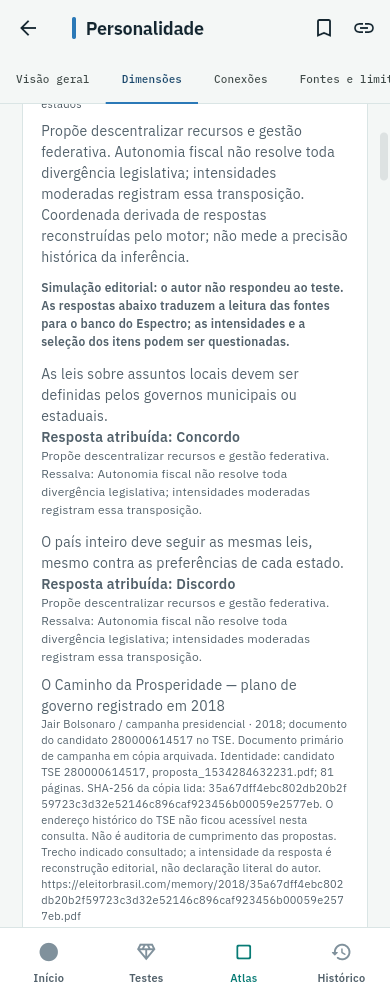 Personalidade
Visão geral Dimensões Conexões Fontes e limit
estados
Propõe descentralizar recursos e gestão
federativa. Autonomia fiscal não resolve toda
divergência legislativa; intensidades
moderadas registram essa transposição.
Coordenada derivada de respostas
reconstruídas pelo motor; não mede a precisão
histórica da inferência.
Simulação editorial: o autor não respondeu ao teste.
As respostas abaixo traduzem a leitura das fontes
para o banco do Espectro; as intensidades e a
seleção dos itens podem ser questionadas.
As leis sobre assuntos locais devem ser
definidas pelos governos municipais ou
estaduais.
Resposta atribuída: Concordo
Propõe descentralizar recursos e gestão federativa.
Ressalva: Autonomia fiscal não resolve toda
divergência legislativa; intensidades moderadas
registram essa transposição.
O país inteiro deve seguir as mesmas leis,
mesmo contra as preferências de cada estado.
Resposta atribuída: Discordo
Propõe descentralizar recursos e gestão federativa.
Ressalva: Autonomia fiscal não resolve toda
divergência legislativa; intensidades moderadas
registram essa transposição.
O Caminho da Prosperidade — plano de
governo registrado em 2018
Jair Bolsonaro / campanha presidencial · 2018; documento
do candidato 280000614517 no TSE. Documento primário
de campanha em cópia arquivada. Identidade: candidato
TSE 280000614517, proposta_1534284632231.pdf; 81
páginas. SHA-256 da cópia lida: 35a67dff4ebc802db20b2f
59723c3d32e52146c896caf923456b00059e2577eb. O
endereço histórico do TSE não ficou acessível nesta
consulta. Não é auditoria de cumprimento das propostas.
Trecho indicado consultado; a intensidade da resposta é
reconstrução editorial, não declaração literal do autor.
https://eleitorbrasil.com/memory/2018/35a67dff4ebc802
db20b2f59723c3d32e52146c896caf923456b00059e257
7eb.pdf
Início Testes Atlas Histórico